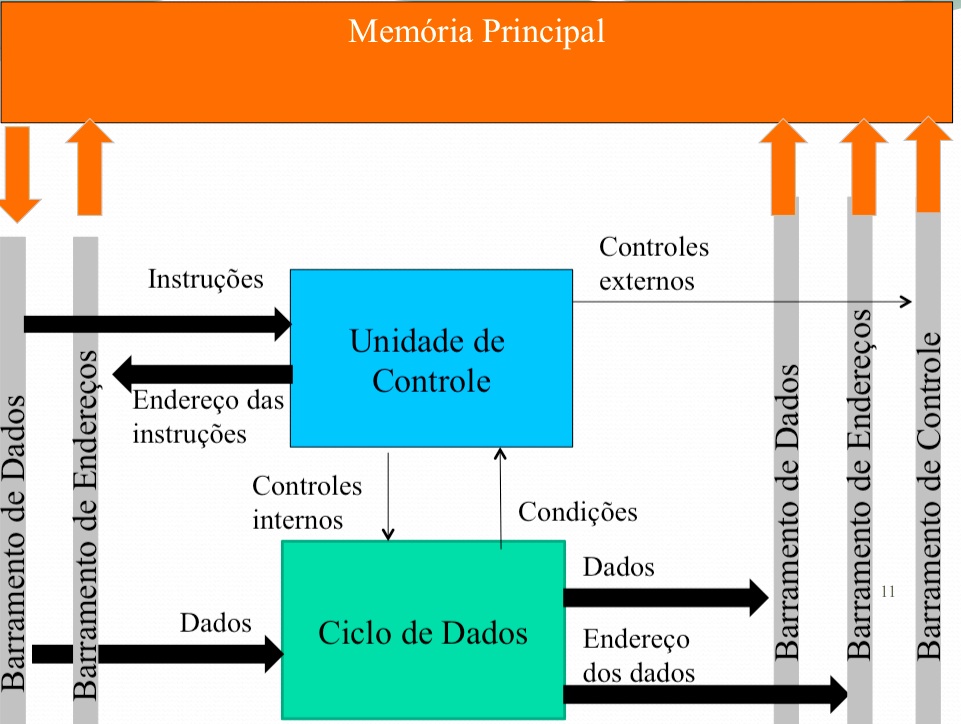 Memória Principal
Controles
externos
Instruções
Unidade de
Controle
Endereço das
instruções
Controles
internos
Condições
Dados
Dados
Ciclo de Dados
Endereço
dos dados
Barramento de Dados
Barramento de Endereços
Barramento de Dados
Barramento de Endereços
Barramento de Controle
11